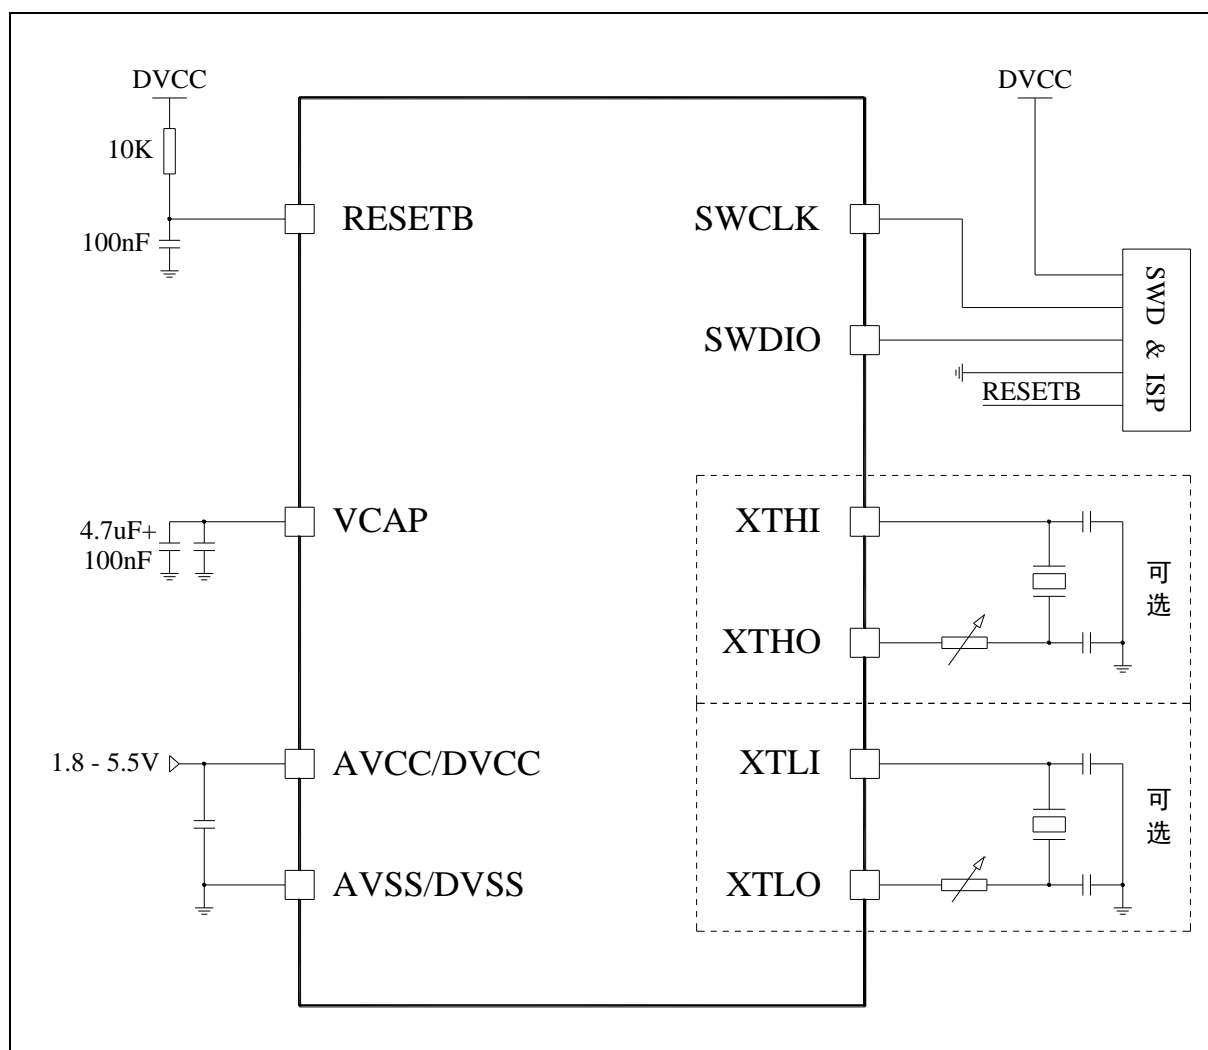 DVCC
10K
RESETB
100nF
VCAP
4.7uF+
100nF
1.8 - 5.5V
AVCC/DVCC
AVSS/DVSS
DVCC
SWCLK
SWDIO
RESETB
SWD & ISP
XTHI
XTHO
可
选
XTLI
XTLO
可
选